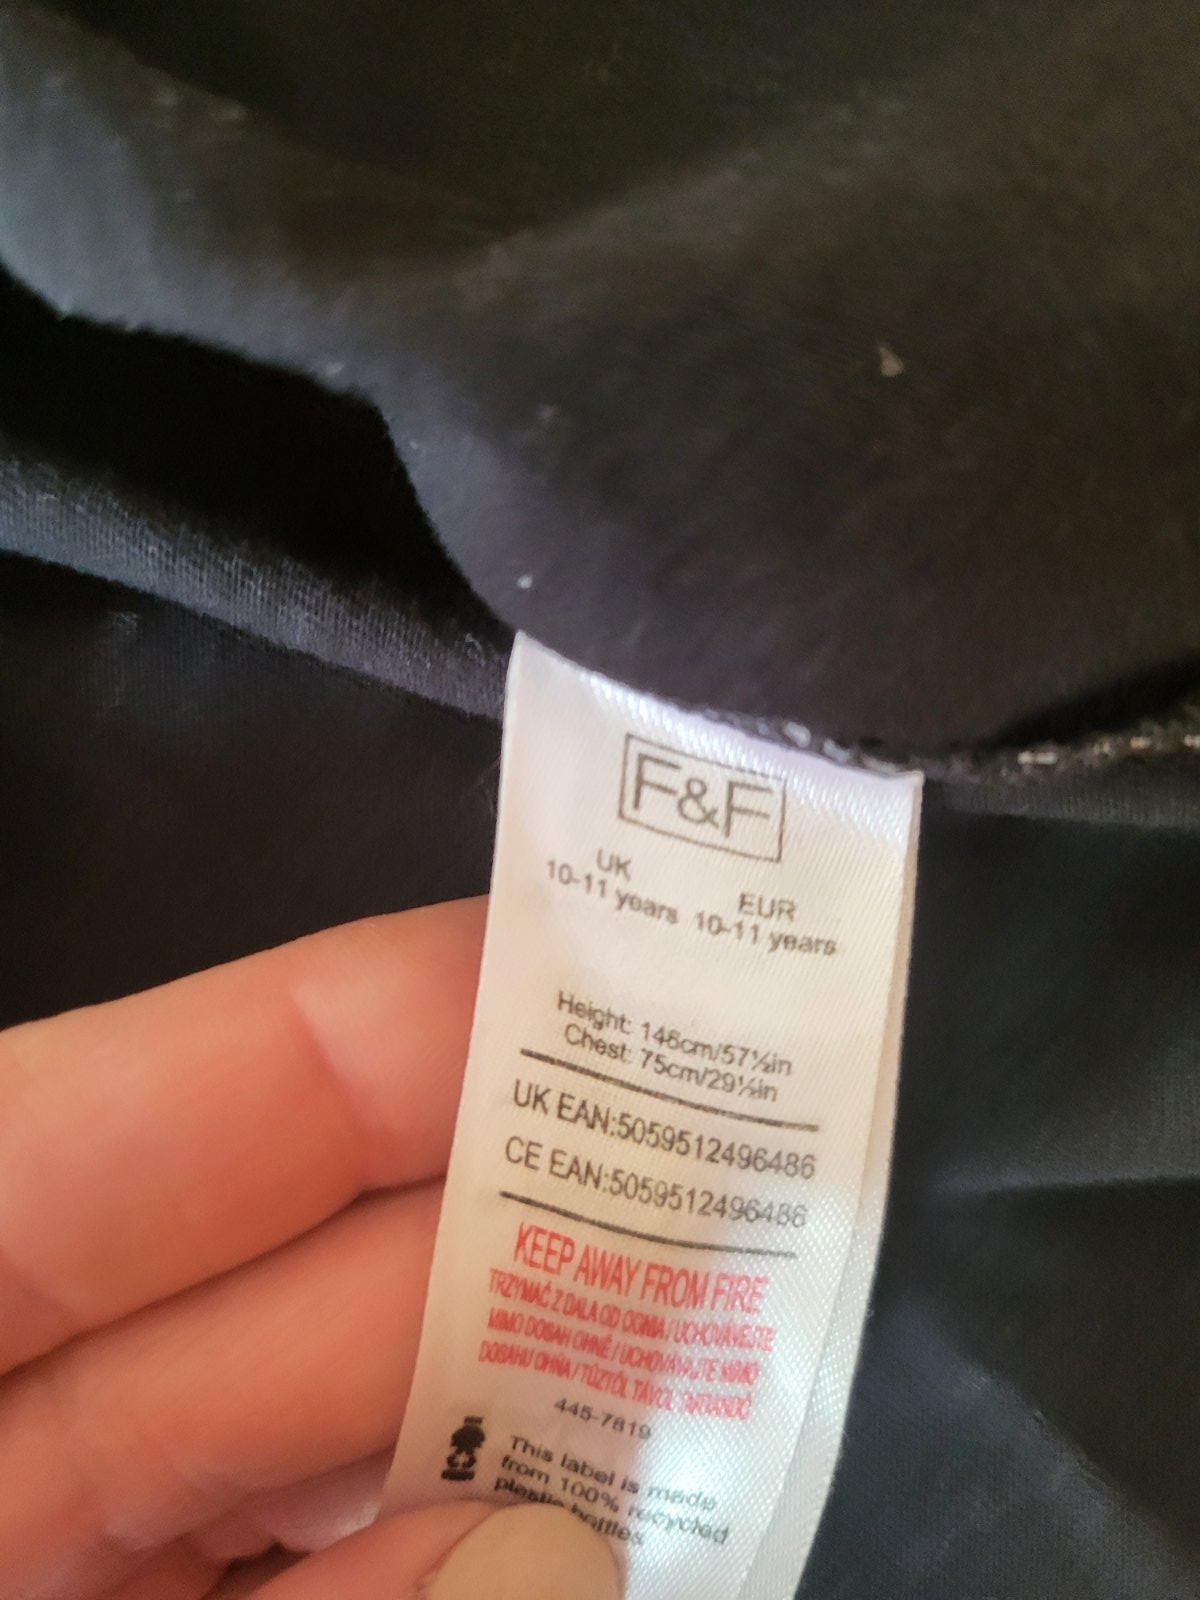 F&F
UK
10-11 years
EUR
10-11 years
Height: 146cm/57½in
Chest: 75cm/29½in
UK EAN:5059512496486
CE EAN:5059512496486
KEEP AWAY FROM FIRE
TRZYMAĆ Z DALA OD OGNIA / UCHOVÁVEJTE
MIMO DOSAH OHNĚ / UCHOVÁVAJTE MIMO
DOSAHU OHŇA / TŰZTŐL TÁVOL TARTANDÓ
445-7819
This label is made
from 100% recycled
plastic bottles